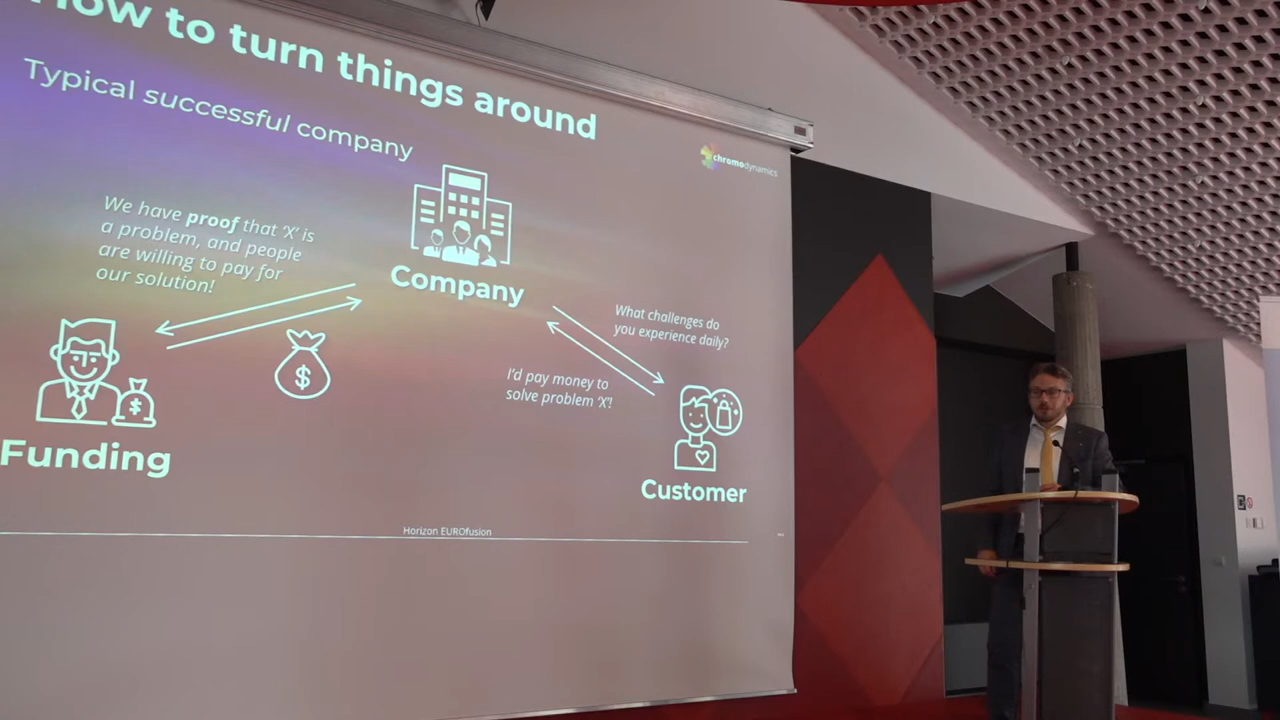 How to turn things around
Typical successful company
chromodynamics
We have proof that 'X' is
a problem, and people
are willing to pay for
our solution!
Company
What challenges do
you experience daily?
I'd pay money to
solve problem 'X'!
$
$
Funding
Customer
Horizon EUROfusion